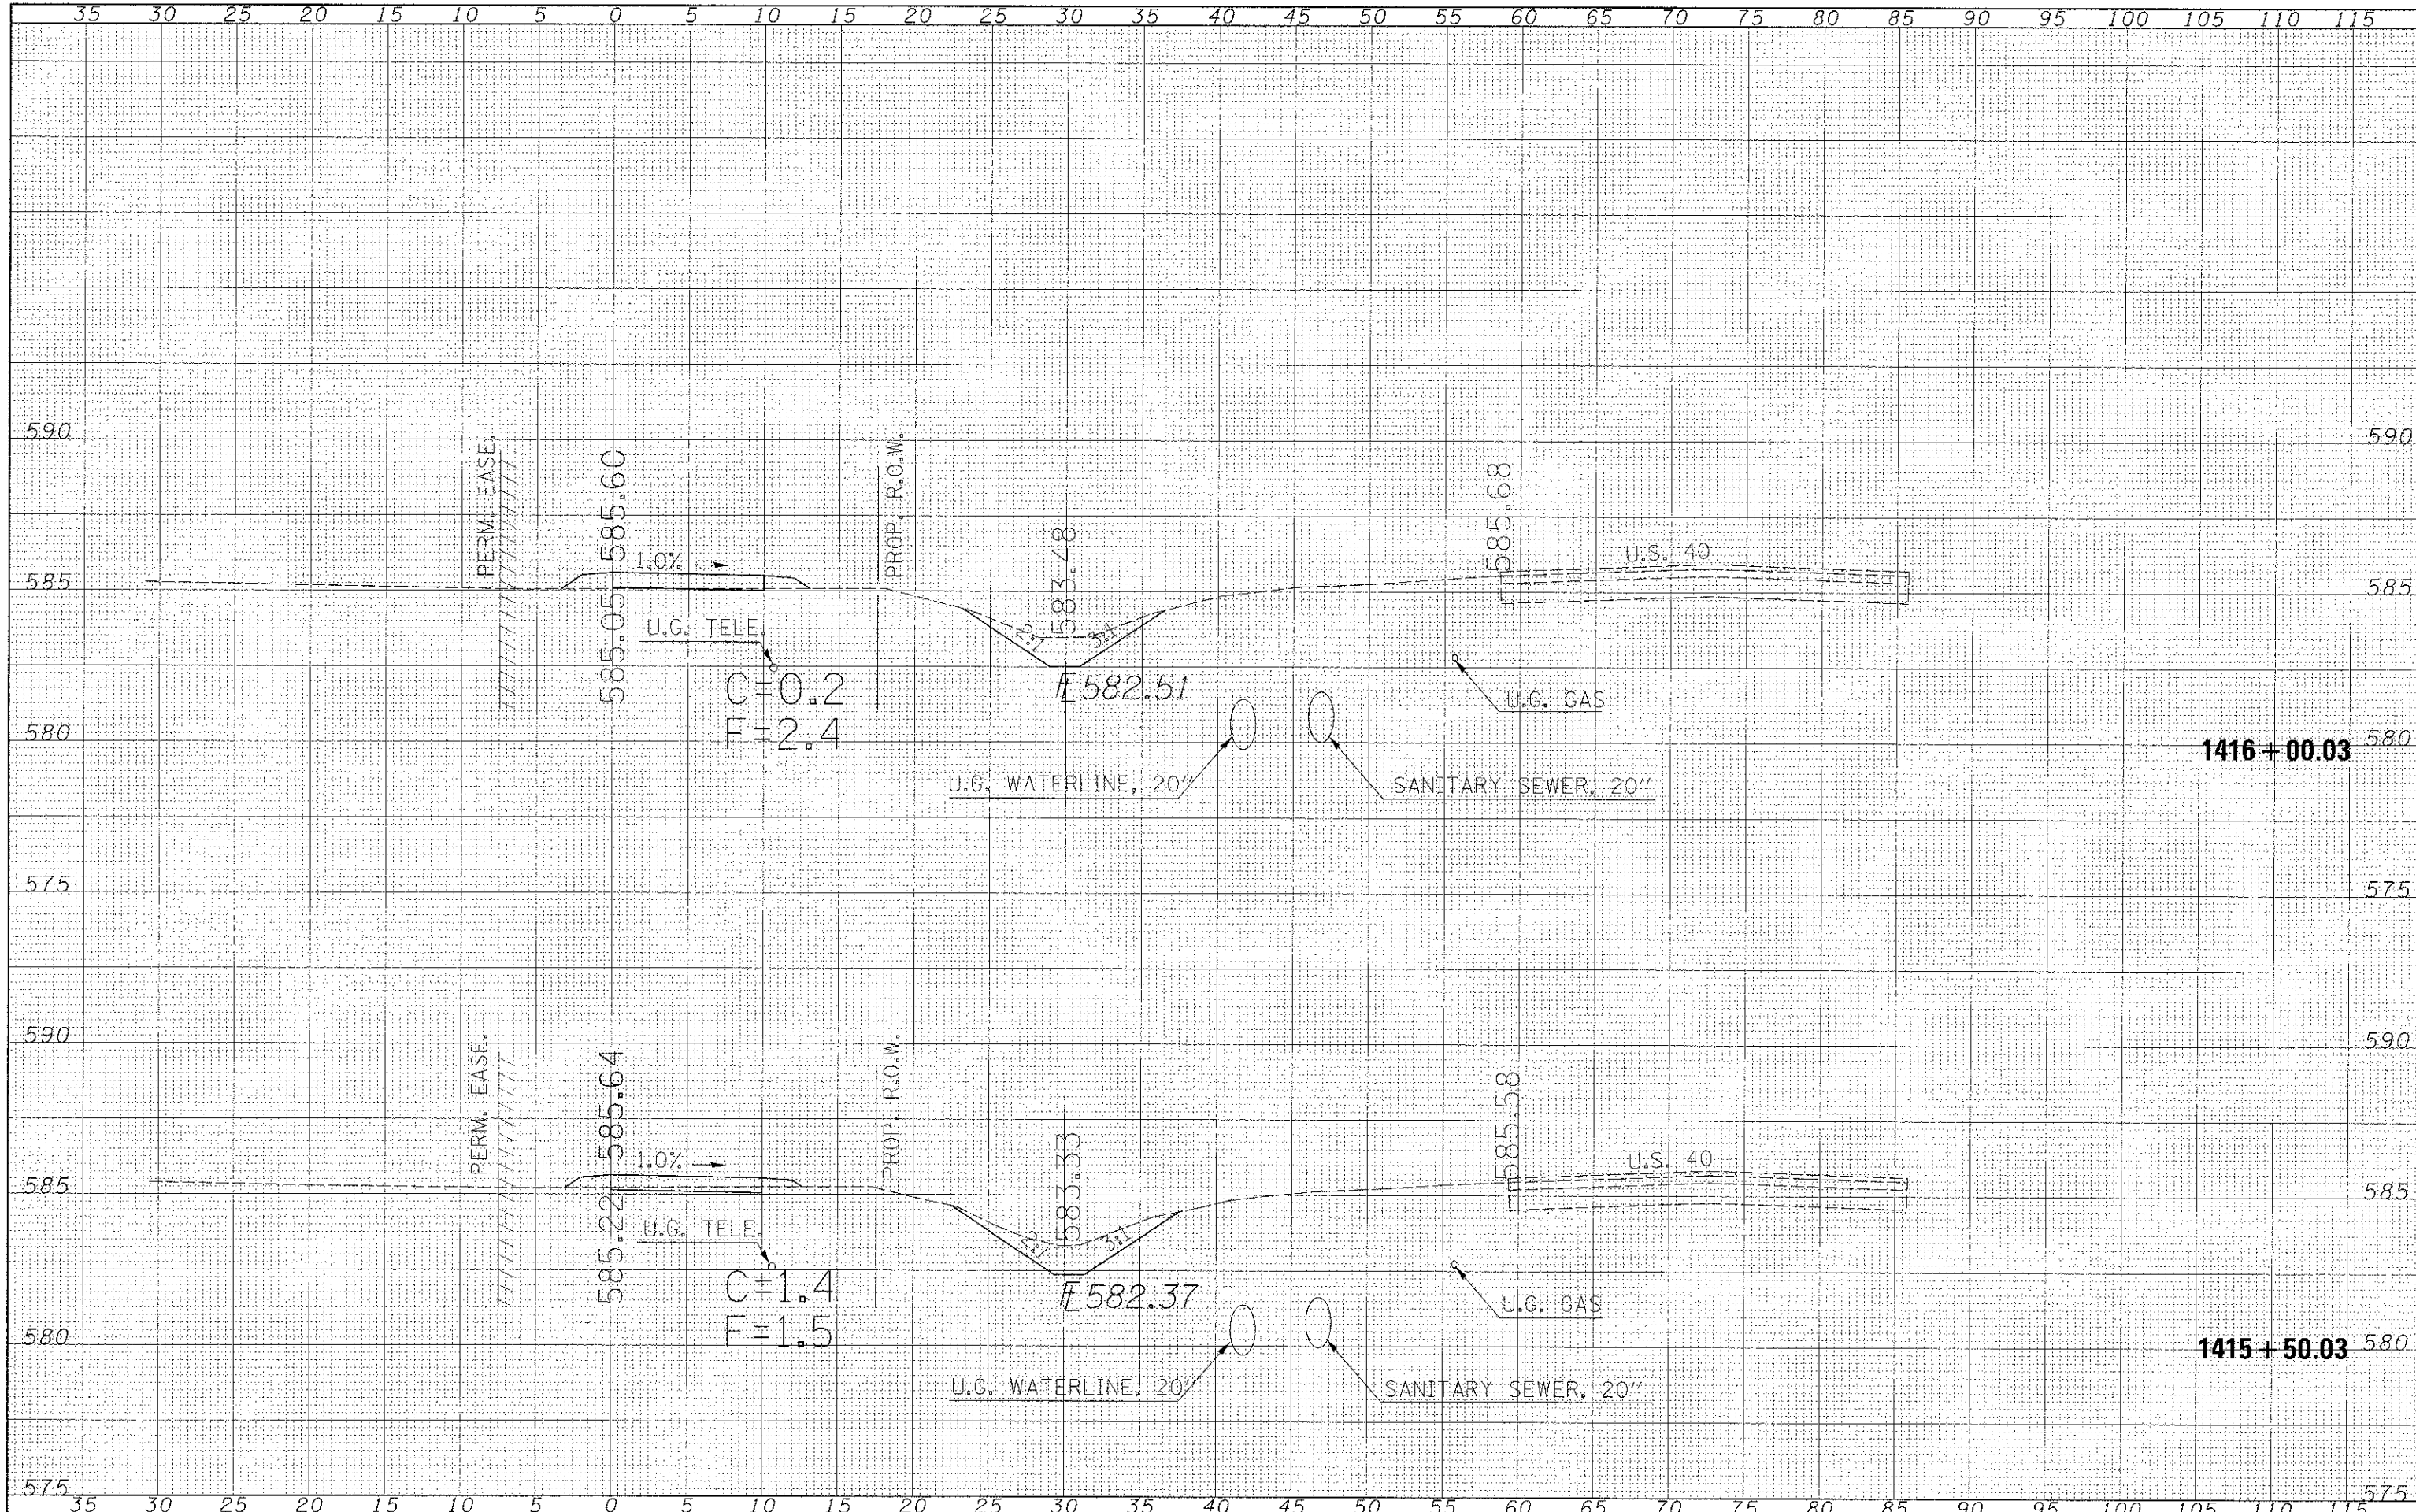 35 30 25 20 15 10 5 0 5 10 15 20 25 30 35 40 45 50 55 60 65 70 75 80 85 90 95 100 105 110 115
590 590
PERM. EASE.
585.60
PROP. R.O.W.
585.68
583.48
U.S. 40
1.0%
585 585
585.05
U.G. TELE.
2:1
3:1
C=0.2
F=2.4
FL 582.51
U.G. GAS
580 580
1416 + 00.03
U.G. WATERLINE, 20"
SANITARY SEWER, 20"
575 575
590 590
PERM. EASE.
585.64
PROP. R.O.W.
585.58
583.33
U.S. 40
1.0%
585 585
585.22
U.G. TELE.
2:1
3:1
C=1.4
F=1.5
FL 582.37
U.G. GAS
580 580
1415 + 50.03
U.G. WATERLINE, 20"
SANITARY SEWER, 20"
575 575
35 30 25 20 15 10 5 0 5 10 15 20 25 30 35 40 45 50 55 60 65 70 75 80 85 90 95 100 105 110 115